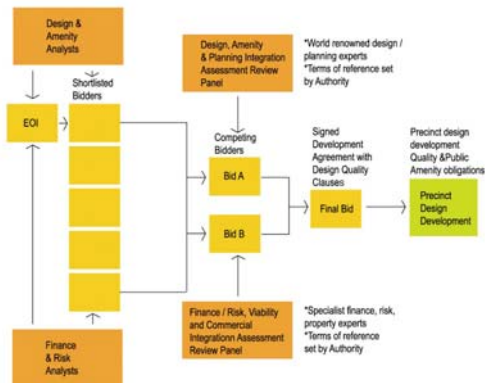 Design &
Amenity
Analysts
Shortlisted
Bidders
EOI
Finance
& Risk
Analysts
Design, Amenity
& Planning Integration
Assessment Review
Panel
*World renowned design /
planning experts
*Terms of reference set
by Authority
Competing
Bidders
Bid A
Bid B
Finance / Risk, Viability
and Commercial
Integrationn Assessment
Review Panel
*Specialist finance, risk,
property experts
*Terms of reference
set by Authority
Signed
Development
Agreement with
Design Quality
Clauses
Final Bid
Precinct design
development
Quality &Public
Amenity obligations
Precinct
Design
Development